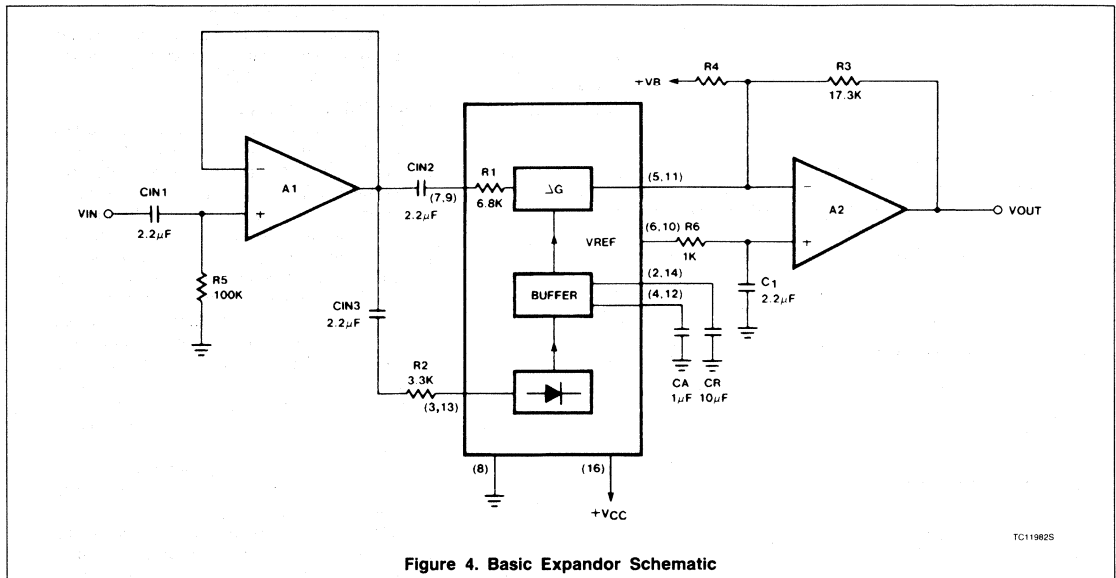 R4
R3
+VB
17.3K
CIN2
R1
ΔG
(5,11)
−
A1
(7,9)
−
CIN1
+
2.2µF
6.8K
A2
VOUT
VIN
2.2µF
VREF
(6,10) R6
+
1K
R5
100K
BUFFER
(2,14)
(4,12)
C1
2.2µF
CIN3
2.2µF
R2
3.3K
(3,13)
CA
1µF
CR
10µF
(8)
(16)
+VCC
TC11982S
Figure 4. Basic Expandor Schematic